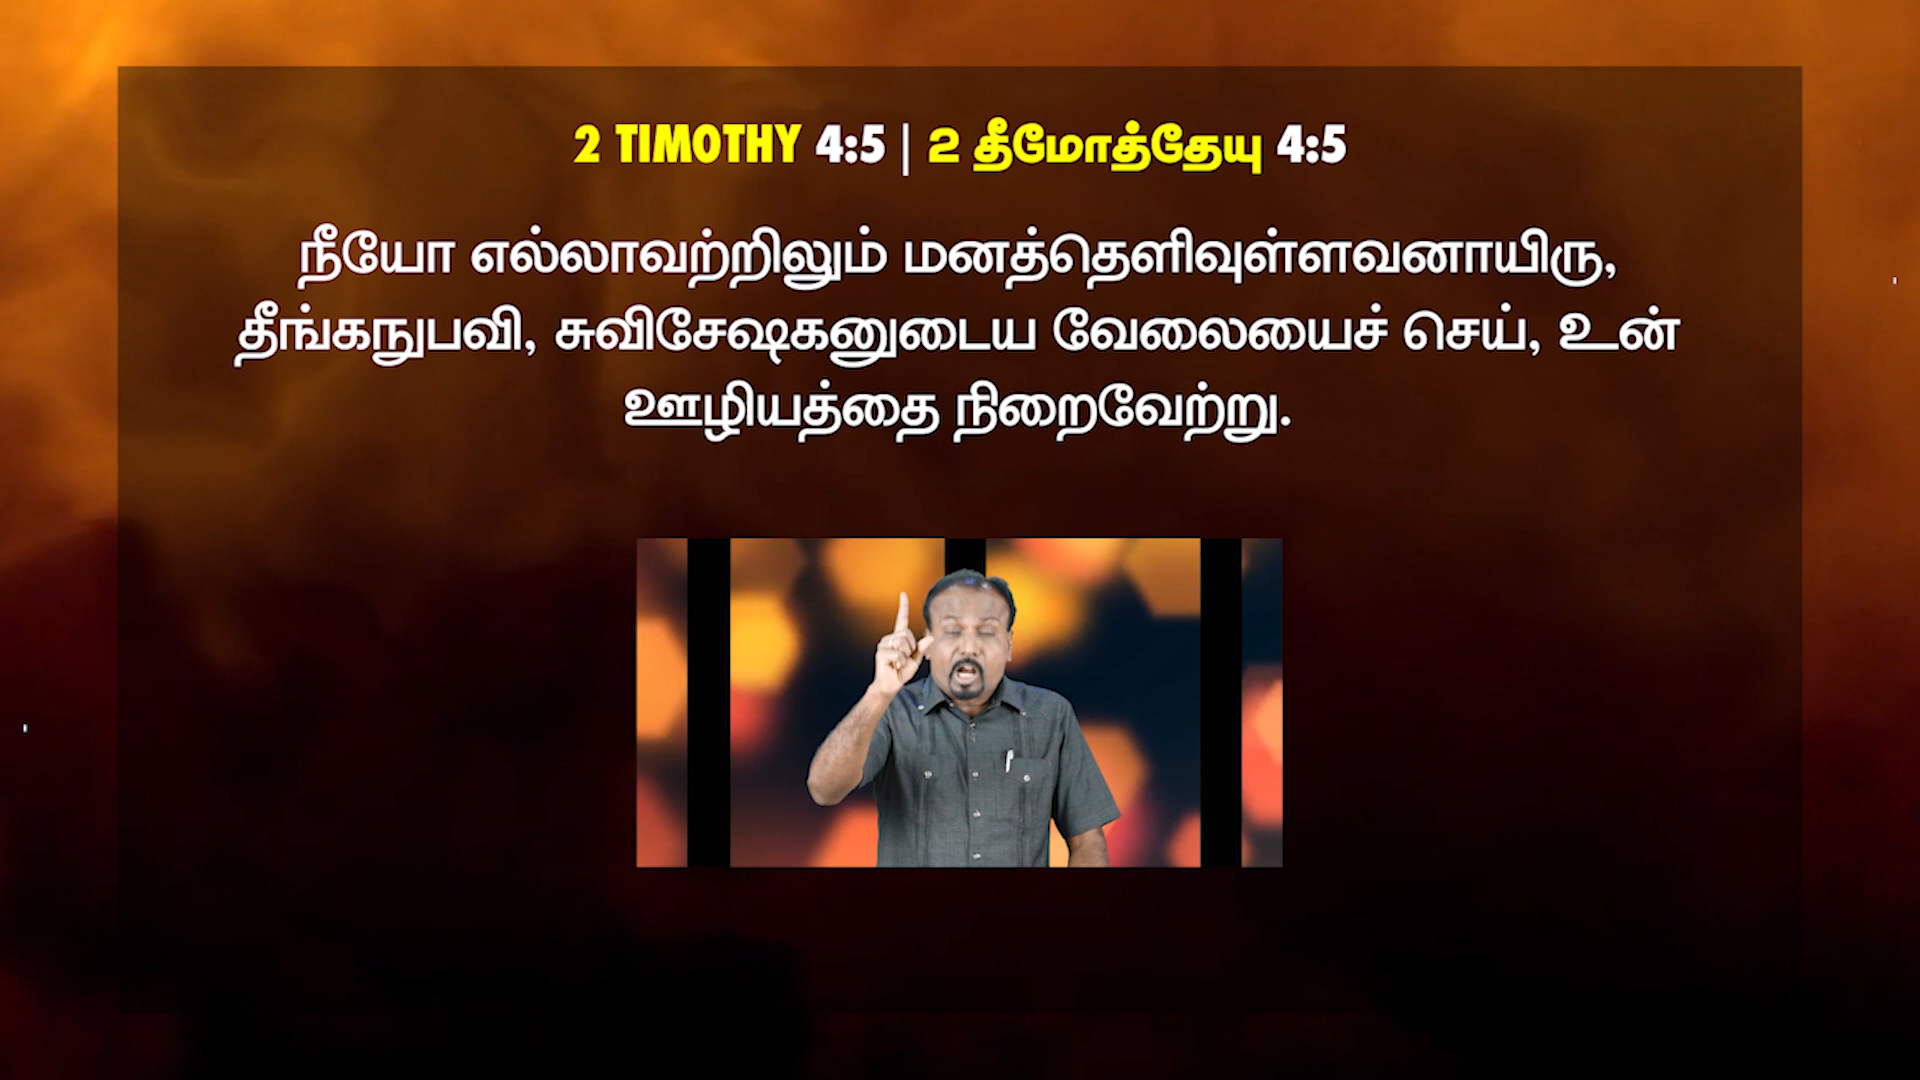 2 TIMOTHY 4:5 | 2 தீமோத்தேயு 4:5
நீயோ எல்லாவற்றிலும் மனத்தெளிவுள்ளவனாயிரு,
தீங்கநுபவி, சுவிசேஷகனுடைய வேலையைச் செய், உன்
ஊழியத்தை நிறைவேற்று.